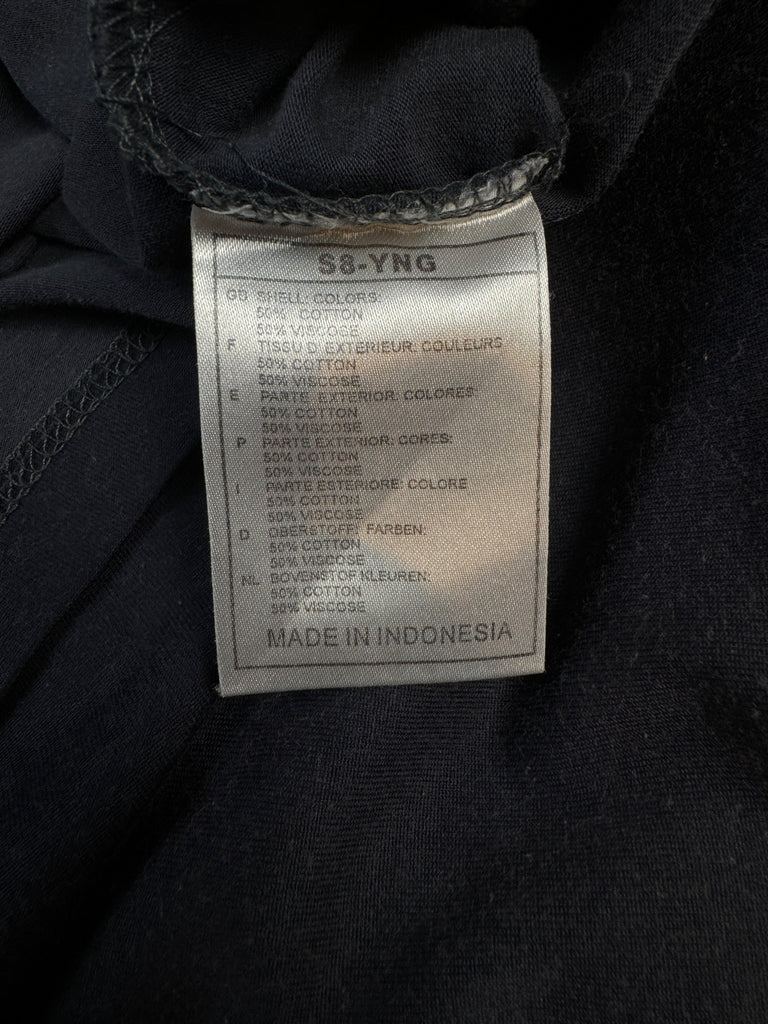 S8-YNG
GB SHELL: COLORS:
50% COTTON
50% VISCOSE
F TISSU D, EXTERIEUR: COULEURS
50% COTTON
50% VISCOSE
E PARTE EXTERIOR: COLORES:
50% COTTON
50% VISCOSE
P PARTE EXTERIOR: CORES:
50% COTTON
50% VISCOSE
I PARTE ESTERIORE: COLORE
50% COTTON
50% VISCOSE
D OBERSTOFF: FARBEN:
50% COTTON
50% VISCOSE
NL BOVENSTOF KLEUREN:
50% COTTON
50% VISCOSE
MADE IN INDONESIA